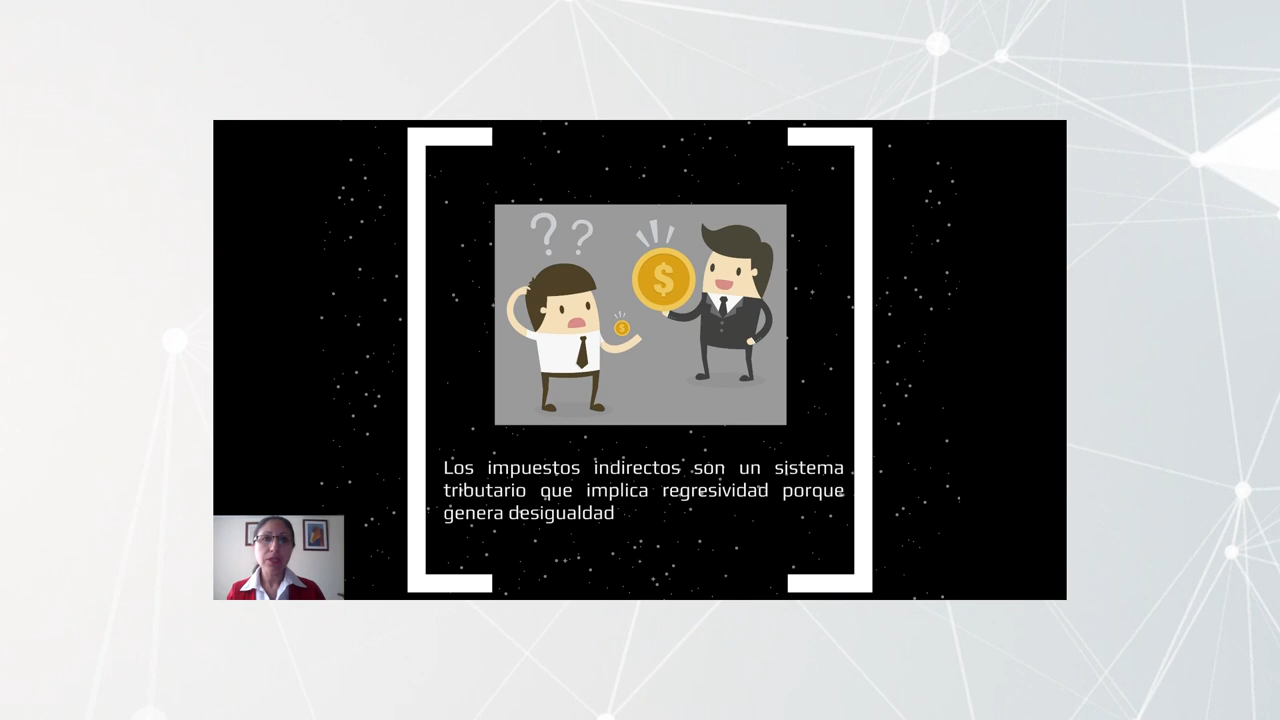 ? ?
$
$
Los impuestos indirectos son un sistema
tributario que implica regresividad porque
genera desigualdad